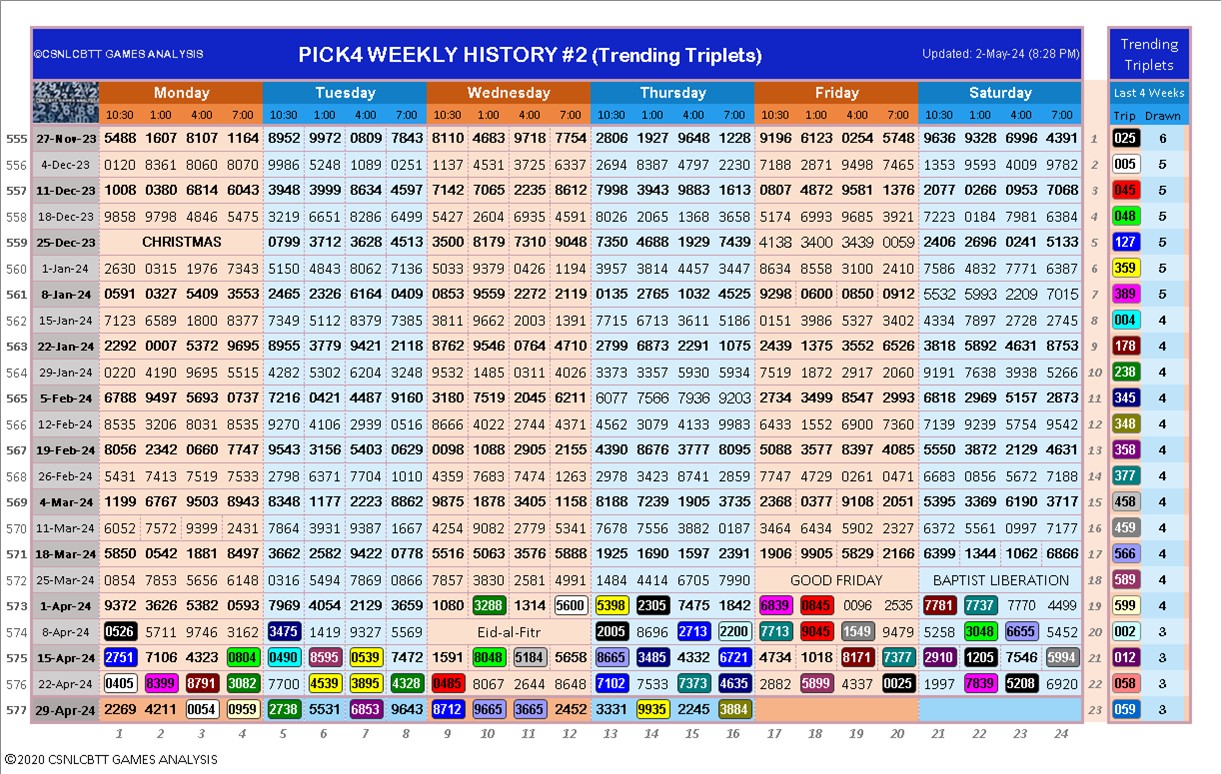 ©CSNLCBTT GAMES ANALYSIS PICK4 WEEKLY HISTORY #2 (Trending Triplets) Updated: 2-May-24 (8:28 PM) Trending Triplets
Monday Tuesday Wednesday Thursday Friday Saturday Last 4 Weeks
10:30 1:00 4:00 7:00 10:30 1:00 4:00 7:00 10:30 1:00 4:00 7:00 10:30 1:00 4:00 7:00 10:30 1:00 4:00 7:00 10:30 1:00 4:00 7:00 Trip Drawn
555 27-Nov-23 5488 1607 8107 1164 8952 9972 0809 7843 8110 4683 9718 7754 2806 1927 9648 1228 9196 6123 0254 5748 9636 9328 6996 4391 1 025 6
556 4-Dec-23 0120 8361 8060 8070 9986 5248 1089 0251 1137 4531 3725 6337 2694 8387 4797 2230 7188 2871 9498 7465 1353 9593 4009 9782 2 005 5
557 11-Dec-23 1008 0380 6814 6043 3948 3999 8634 4597 7142 7065 2235 8612 7998 3943 9883 1613 0807 4872 9581 1376 2077 0266 0953 7068 3 045 5
558 18-Dec-23 9858 9798 4846 5475 3219 6651 8286 6499 5427 2604 6935 4591 8026 2065 1368 3658 5174 6993 9685 3921 7223 0184 7981 6384 4 048 5
559 25-Dec-23 CHRISTMAS 0799 3712 3628 4513 3500 8179 7310 9048 7350 4688 1929 7439 4138 3400 3439 0059 2406 2696 0241 5133 5 127 5
560 1-Jan-24 2630 0315 1976 7343 5150 4843 8062 7136 5033 9379 0426 1194 3957 3814 4457 3447 8634 8558 3100 2410 7586 4832 7771 6387 6 359 5
561 8-Jan-24 0591 0327 5409 3553 2465 2326 6164 0409 6853 9559 2272 2119 0135 2765 1032 4525 9298 0600 0850 0912 5532 5993 2209 7015 7 389 5
562 15-Jan-24 7123 6589 1800 8377 7349 5112 8379 7385 3811 9662 2003 1391 7715 6713 3611 5186 0151 3986 5327 3402 4334 7897 2728 2745 8 004 4
563 22-Jan-24 2292 0007 5372 9695 8955 3779 9421 2118 8762 9546 0764 4710 2799 6873 2291 1075 2439 1375 3552 6526 3818 5892 4631 8753 9 178 4
564 29-Jan-24 0220 4190 9695 5515 4282 5302 6204 3248 9532 1485 0311 4026 3373 3357 5930 5934 7519 1872 2917 2060 9191 7638 3938 5266 10 238 4
565 5-Feb-24 6788 9497 5693 0737 7216 0421 4487 9160 3180 7519 2045 6211 6077 7566 7936 9203 2734 3499 8547 2993 6818 2969 5157 2873 11 345 4
566 12-Feb-24 8535 3206 8031 8535 9270 4106 2939 0516 8666 4022 2744 4371 4562 3079 4133 9983 6433 1552 6900 7360 7139 9239 5754 9542 12 348 4
567 19-Feb-24 8056 2342 0660 7747 9543 3156 5403 0629 0098 1088 2905 2155 4390 8676 3777 8095 5088 3577 8397 4085 5550 3872 2129 4631 13 358 4
568 26-Feb-24 5431 7413 7519 7533 2798 6371 7704 1010 4359 7683 7474 1263 2978 3423 8741 2859 7747 4729 0261 0471 6683 0856 5672 7188 14 377 4
569 4-Mar-24 1199 6767 9503 8943 8348 1177 2223 8862 9875 1878 3405 1158 8188 7239 1905 3735 2368 0377 9108 2051 5395 3369 6190 3717 15 458 4
570 11-Mar-24 6052 7572 9399 2431 7864 3931 9387 1667 4254 9082 2779 5341 7678 7556 3882 0187 3464 6434 5902 2327 6372 5561 0997 7177 16 459 4
571 18-Mar-24 5850 0542 1881 8497 3662 2582 9422 0778 5516 5063 3576 5888 1925 1690 1597 2391 1906 9905 5829 2166 6399 1344 1062 6866 17 566 4
572 25-Mar-24 0854 7853 5656 6148 0316 5494 7869 0866 7857 3830 2581 4991 1484 4414 6705 7990 GOOD FRIDAY BAPTIST LIBERATION 18 589 4
573 1-Apr-24 9372 3626 5382 0593 7969 4054 2129 3659 1080 3288 1314 5600 5398 2305 7475 1842 6839 0845 0096 2535 7781 7737 7770 4499 19 599 4
574 8-Apr-24 0526 5711 9746 3162 3475 1419 9327 5569 Eid-al-Fitr 2005 8696 2713 2200 7713 9845 1549 9479 5258 3048 6655 5452 20 002 3
575 15-Apr-24 2751 7106 4323 0804 0490 8595 0539 7472 1591 8048 5184 5658 8665 3485 4332 6721 4734 1018 8171 7377 2910 1205 7546 5994 21 012 3
576 22-Apr-24 0405 8399 8791 3082 7700 4539 3895 4328 0485 8067 2644 8648 7102 7533 7373 4635 2882 5899 4337 0025 1997 7839 5208 6920 22 058 3
577 29-Apr-24 2269 4211 0054 0959 2738 5531 6853 9643 8712 9665 3665 2452 3331 9935 2245 3884 23 059 3
1 2 3 4 5 6 7 8 9 10 11 12 13 14 15 16 17 18 19 20 21 22 23 24
©2020 CSNLCBTT GAMES ANALYSIS